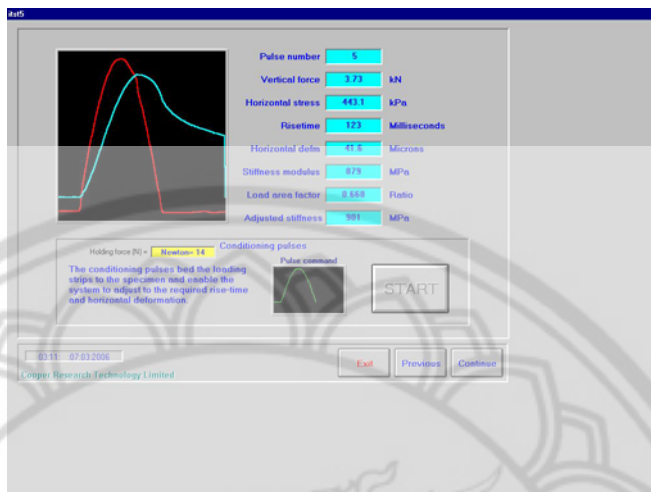 itst5
Pulse number 5
Vertical force 3.73 kN
Horizontal stress 443.1 kPa
Risetime 123 Milliseconds
Horizontal defm 41.6 Microns
Stiffness modulus 879 MPa
Load area factor 0.668 Ratio
Adjusted stiffness 901 MPa
Conditioning pulses
Holding force (N) = Newton= 14
Pulse command
The conditioning pulses bed the loading
strips to the specimen and enable the
system to adjust to the required rise-time
and horizontal deformation.
START
03:11: 07:03:2006
Exit Previous Continue
Cooper Research Technology Limited